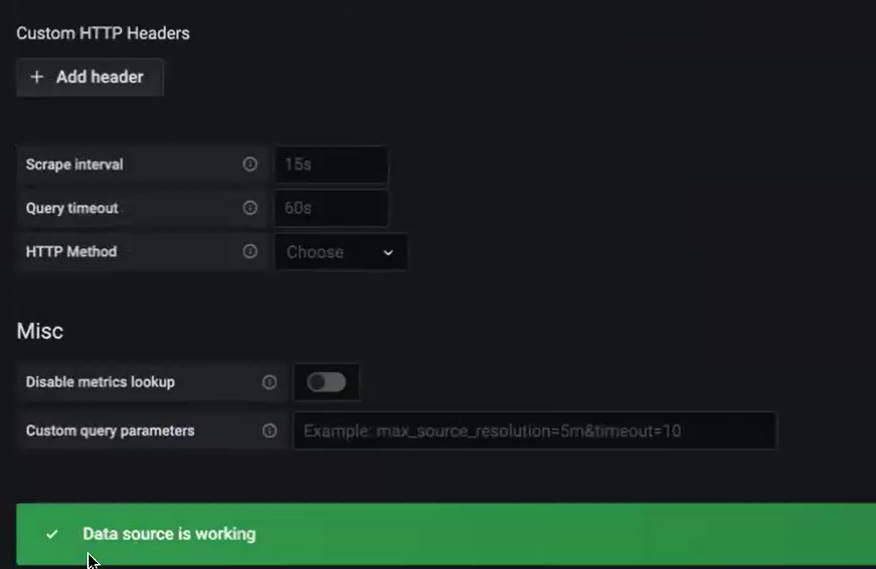 Custom HTTP Headers
+ Add header
Scrape interval 15s
Query timeout 60s
HTTP Method Choose
Misc
Disable metrics lookup
Custom query parameters Example: max_source_resolution=5m&timeout=10
Data source is working